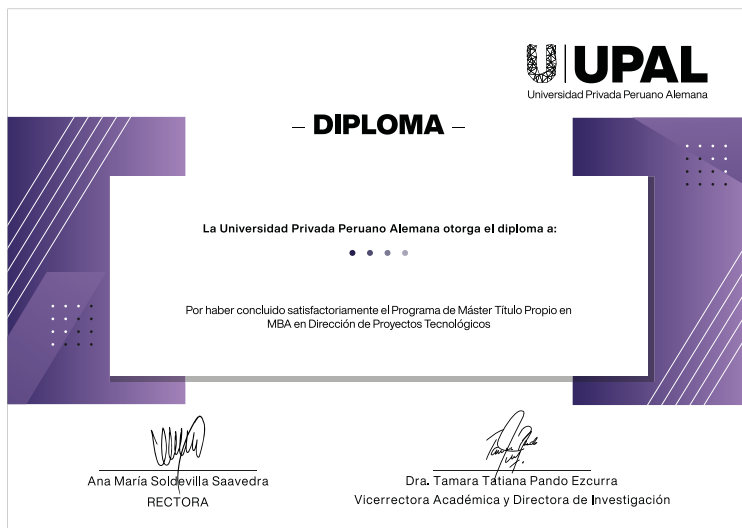 UPAL
Universidad Privada Peruano Alemana
– DIPLOMA –
La Universidad Privada Peruano Alemana otorga el diploma a:
Por haber concluido satisfactoriamente el Programa de Máster Título Propio en
MBA en Dirección de Proyectos Tecnológicos
Ana María Soldevilla Saavedra
RECTORA
Dra. Tamara Tatiana Pando Ezcurra
Vicerrectora Académica y Directora de Investigación